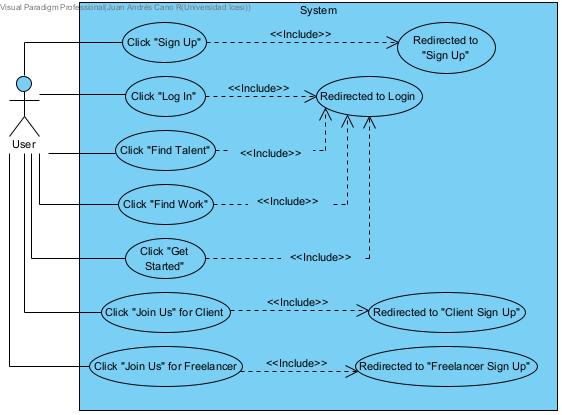 Visual Paradigm Professional(Juan Andrés Cano R(Universidad Icesi))
System
Click "Sign Up"
<<Include>>
Redirected to
"Sign Up"
Click "Log In"
<<Include>>
Redirected to Login
User
Click "Find Talent"
<<Include>>
Click "Find Work"
<<Include>>
Click "Get
Started"
<<Include>>
Click "Join Us" for Client
<<Include>>
Redirected to "Client Sign Up"
Click "Join Us" for Freelancer
<<Include>>
Redirected to "Freelancer Sign Up"